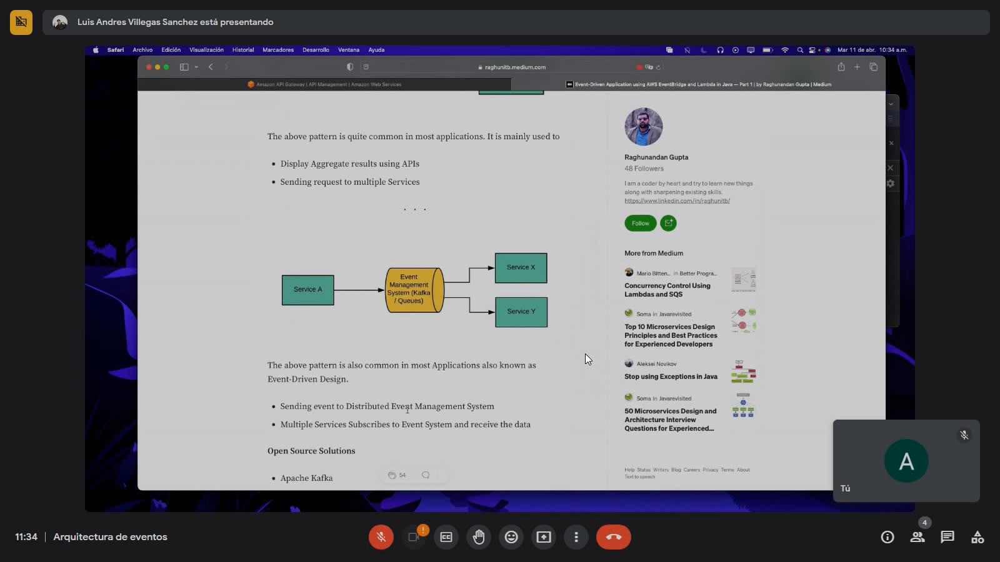 Luis Andres Villegas Sanchez está presentando
Safari Archivo Edición Visualización Historial Marcadores Desarrollo Ventana Ayuda
Mar 11 de abr. 10:34 a.m.
raghunitb.medium.com
Amazon API Gateway | API Management | Amazon Web Services
Event-Driven Application using AWS EventBridge and Lambda in Java — Part 1 | by Raghunandan Gupta | Medium
The above pattern is quite common in most applications. It is mainly used to
• Display Aggregate results using APIs
• Sending request to multiple Services
. . .
Service A
Event
Management
System (Kafka
/ Queues)
Service X
Service Y
The above pattern is also common in most Applications also known as
Event-Driven Design.
• Sending event to Distributed Event Management System
• Multiple Services Subscribes to Event System and receive the data
Open Source Solutions
• Apache Kafka
54
Raghunandan Gupta
48 Followers
I am a coder by heart and try to learn new things
along with sharpening existing skills.
https://www.linkedin.com/in/raghunitb/
Follow
More from Medium
Mario Bitten... in Better Progra...
Concurrency Control Using
Lambdas and SQS
Soma in Javarevisited
Top 10 Microservices Design
Principles and Best Practices
for Experienced Developers
Aleksei Novikov
Stop using Exceptions in Java
Soma in Javarevisited
50 Microservices Design and
Architecture Interview
Questions for Experienced...
Help Status Writers Blog Careers Privacy Terms About
Text to speech
A
Tú
11:34 | Arquitectura de eventos
!
CC
4